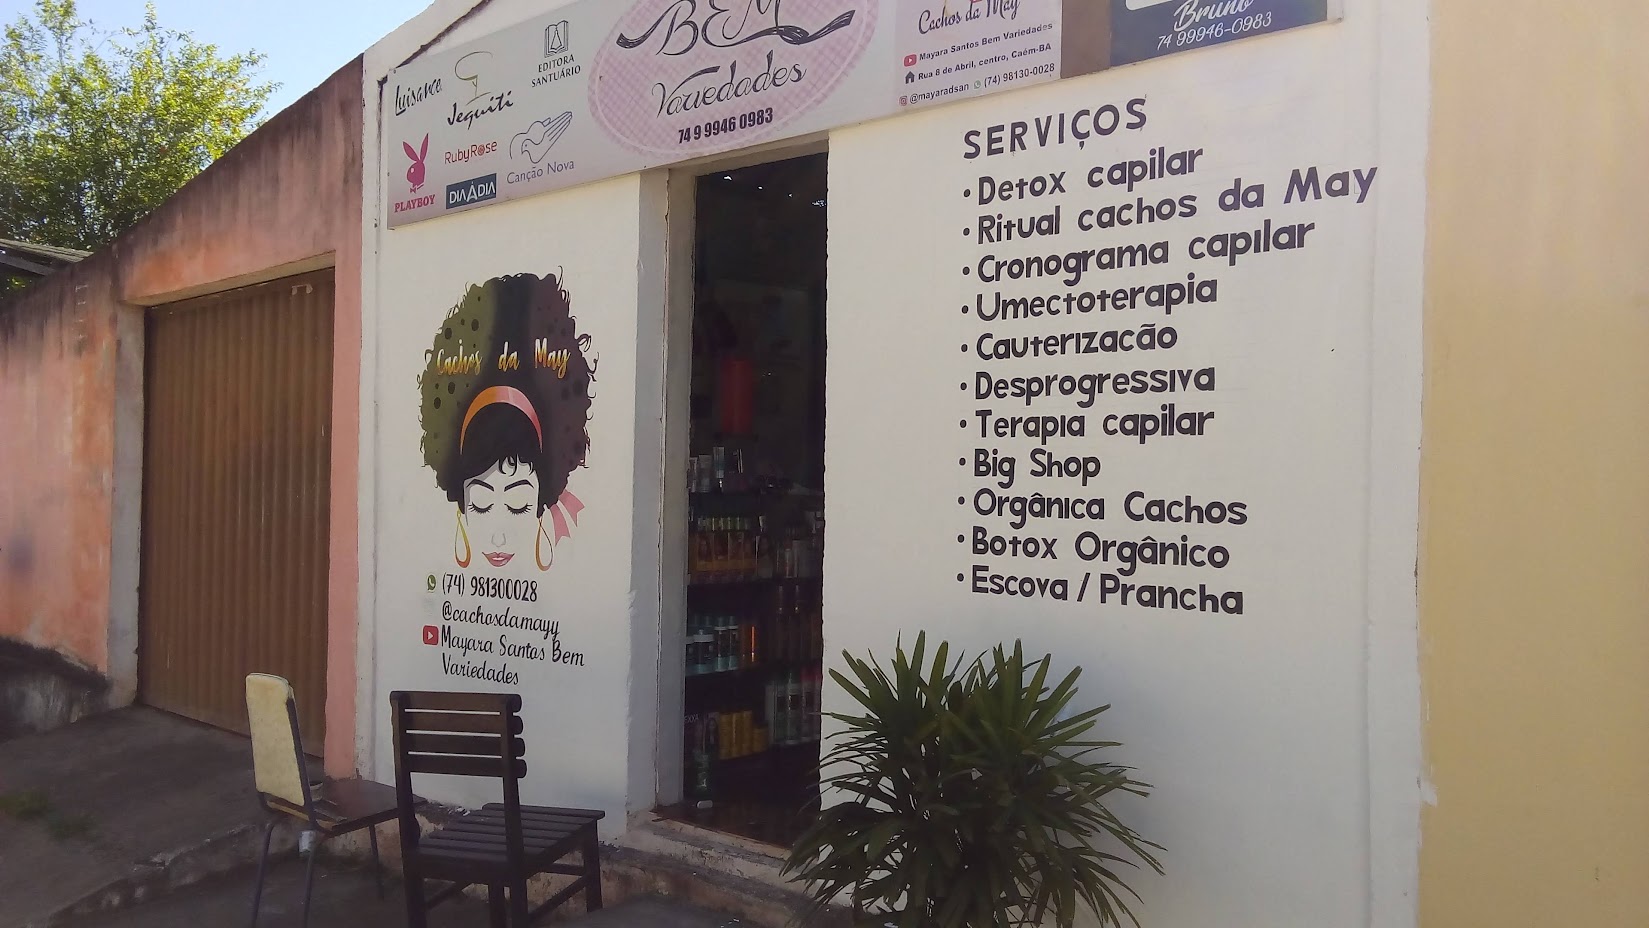 Luisance
Jequiti
EDITORA
SANTUÁRIO
PLAYBOY
RubyRose
DIA À DIA
Canção Nova
BEM
Variedades
74 9 9946 0983
Cachos da May
Mayara Santos Bem Variedades
Rua 8 de Abril, centro, Caém-BA
@mayaradsan (74) 98130-0028
Bruno
74 99946-0983
Cachos da May
(74) 981300028
@cachosdamayy
Mayara Santos Bem
Variedades
SERVIÇOS
• Detox capilar
• Ritual cachos da May
• Cronograma capilar
• Umectoterapia
• Cauterizacão
• Desprogressiva
• Terapia capilar
• Big Shop
• Orgânica Cachos
• Botox Orgânico
• Escova / Prancha